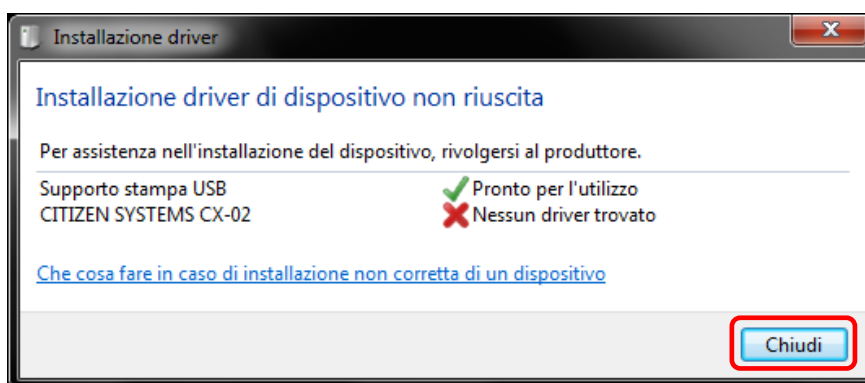 Installazione driver
Installazione driver di dispositivo non riuscita
Per assistenza nell'installazione del dispositivo, rivolgersi al produttore.
Supporto stampa USB Pronto per l'utilizzo
CITIZEN SYSTEMS CX-02 Nessun driver trovato
Che cosa fare in caso di installazione non corretta di un dispositivo
Chiudi